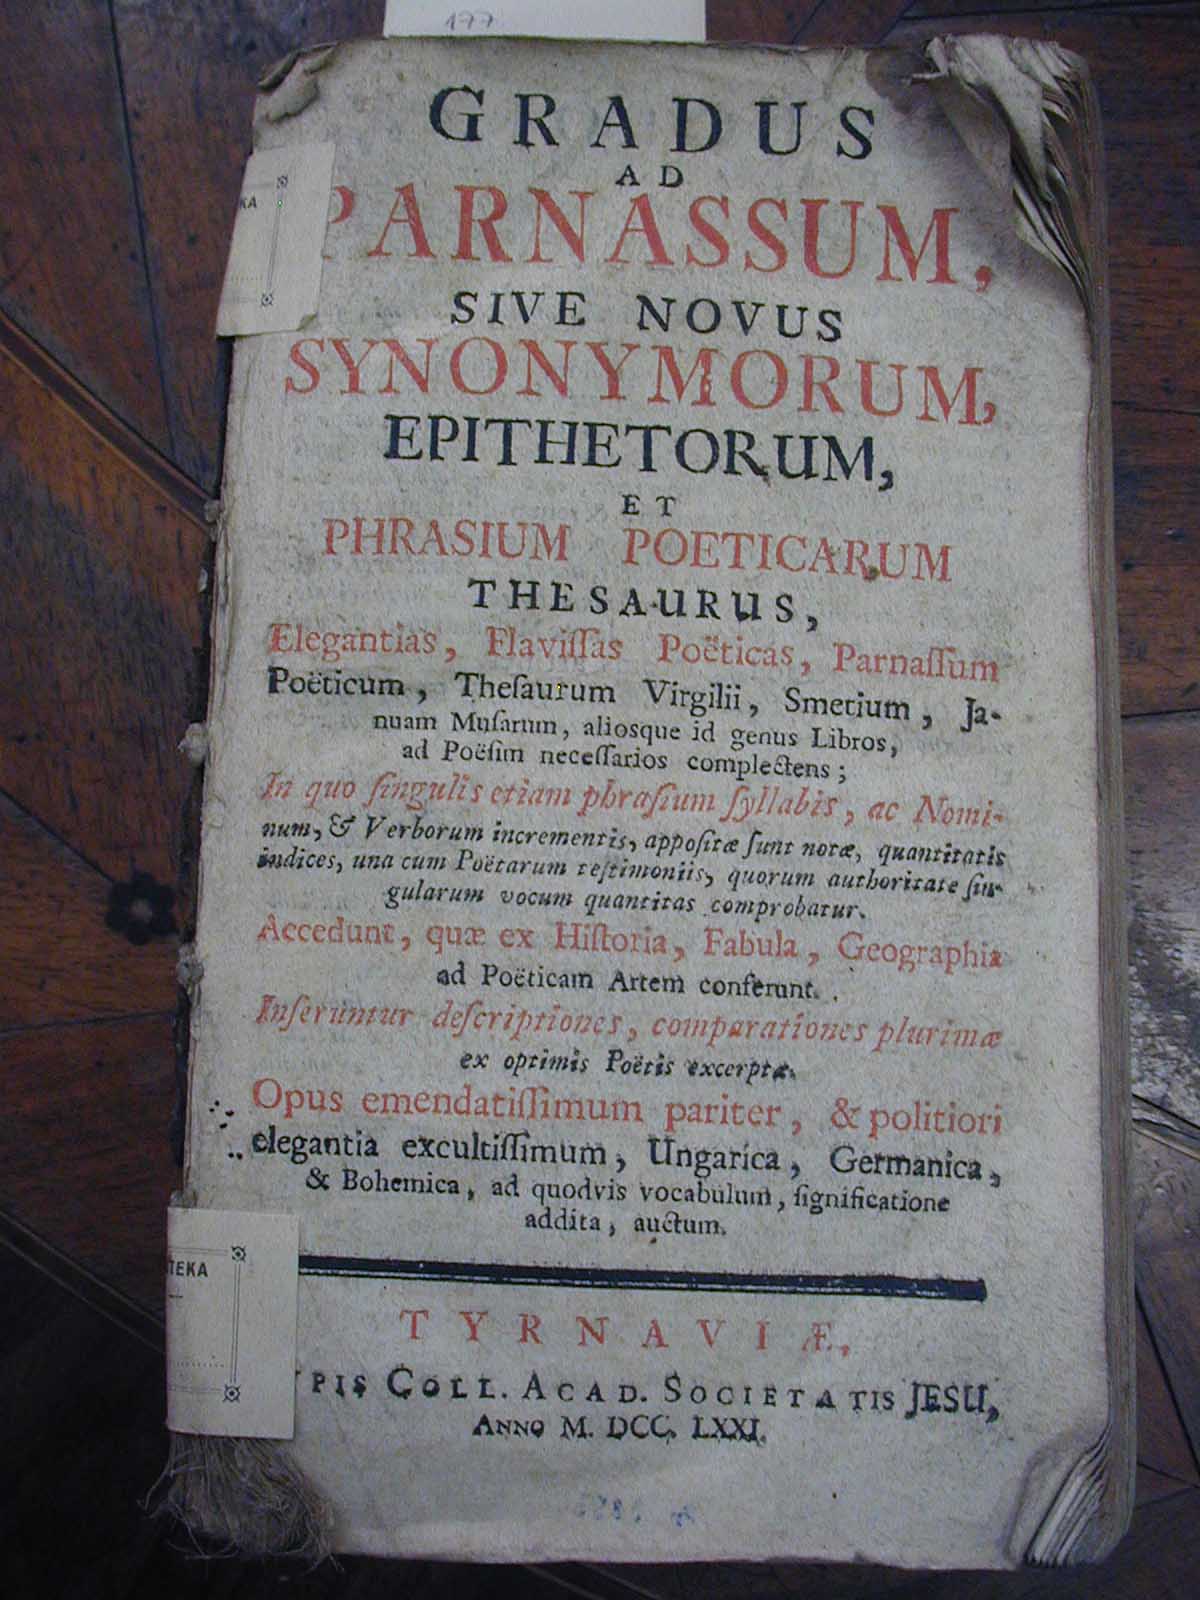 177
GRADUS
AD
PARNASSUM,
SIVE NOVUS
SYNONYMORUM,
EPITHETORUM,
ET
PHRASIUM POETICARUM
THESAURUS,
Elegantias, Flaviſſas Poëticas, Parnaſſum
Poëticum, Theſaurum Virgilii, Smetium, Ja-
nuam Muſarum, aliosque id genus Libros,
ad Poëſim neceſſarios complectens;
In quo ſingulis etiam phraſium ſyllabis, ac Nomi-
num, & Verborum incrementis, appoſitæ ſunt notæ, quantitatis
indices, una cum Poëtarum teſtimoniis, quorum authoritate ſin-
gularum vocum quantitas comprobatur.
Accedunt, quæ ex Hiſtoria, Fabula, Geographia
ad Poëticam Artem conferunt.
Inſeruntur deſcriptiones, comparationes plurimæ
ex optimis Poëtis excerptæ.
Opus emendatiſſimum pariter, & politiori
elegantia excultiſſimum, Ungarica, Germanica,
& Bohemica, ad quodvis vocabulum, ſignificatione
addita, auctum.
TYRNAVIÆ,
YPIS COLL. ACAD. SOCIETATIS JESU,
ANNO M. DCC. LXXI.
KA
TEKA